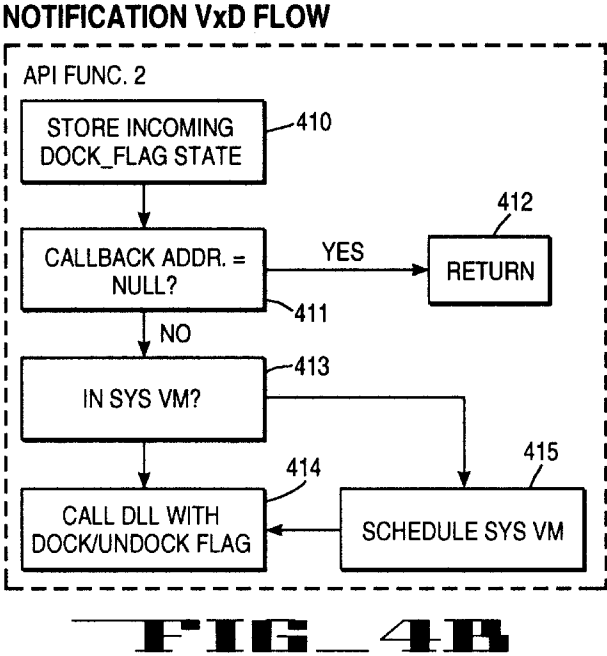 NOTIFICATION VxD FLOW
API FUNC. 2
STORE INCOMING
DOCK_FLAG STATE
410
CALLBACK ADDR. =
NULL?
411
YES
412
RETURN
NO
IN SYS VM?
413
CALL DLL WITH
DOCK/UNDOCK FLAG
414
415
SCHEDULE SYS VM
FIG_4B